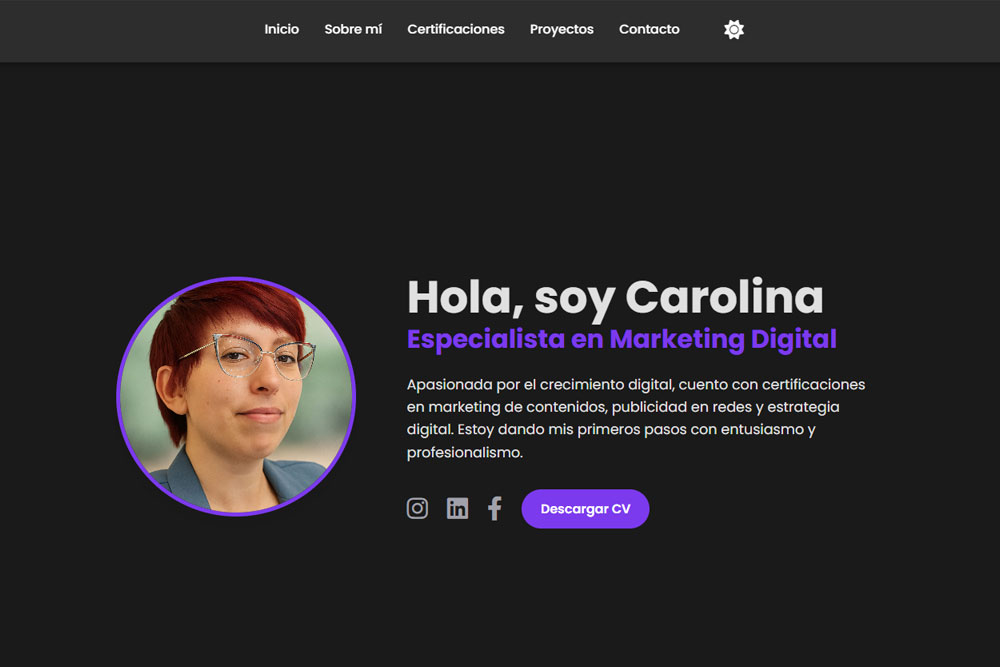 Inicio Sobre mí Certificaciones Proyectos Contacto
Hola, soy Carolina
Especialista en Marketing Digital
Apasionada por el crecimiento digital, cuento con certificaciones
en marketing de contenidos, publicidad en redes y estrategia
digital. Estoy dando mis primeros pasos con entusiasmo y
profesionalismo.
Descargar CV